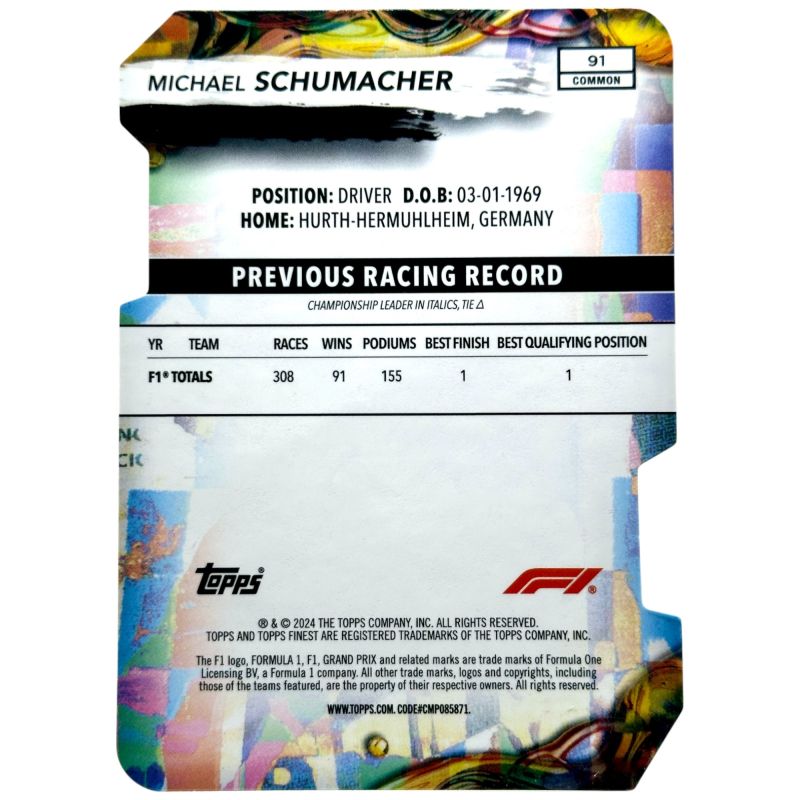 MICHAEL SCHUMACHER
91
COMMON
POSITION: DRIVER D.O.B: 03-01-1969
HOME: HURTH-HERMUHLHEIM, GERMANY
PREVIOUS RACING RECORD
CHAMPIONSHIP LEADER IN ITALICS, TIE Δ
YR TEAM RACES WINS PODIUMS BEST FINISH BEST QUALIFYING POSITION
F1® TOTALS 308 91 155 1 1
NK
CK
Topps®
F1®
® & © 2024 THE TOPPS COMPANY, INC. ALL RIGHTS RESERVED.
TOPPS AND TOPPS FINEST ARE REGISTERED TRADEMARKS OF THE TOPPS COMPANY, INC.
The F1 logo, FORMULA 1, F1, GRAND PRIX and related marks are trade marks of Formula One
Licensing BV, a Formula 1 company. All other trade marks, logos and copyrights, including
those of the teams featured, are the property of their respective owners. All rights reserved.
WWW.TOPPS.COM. CODE#CMP085871.